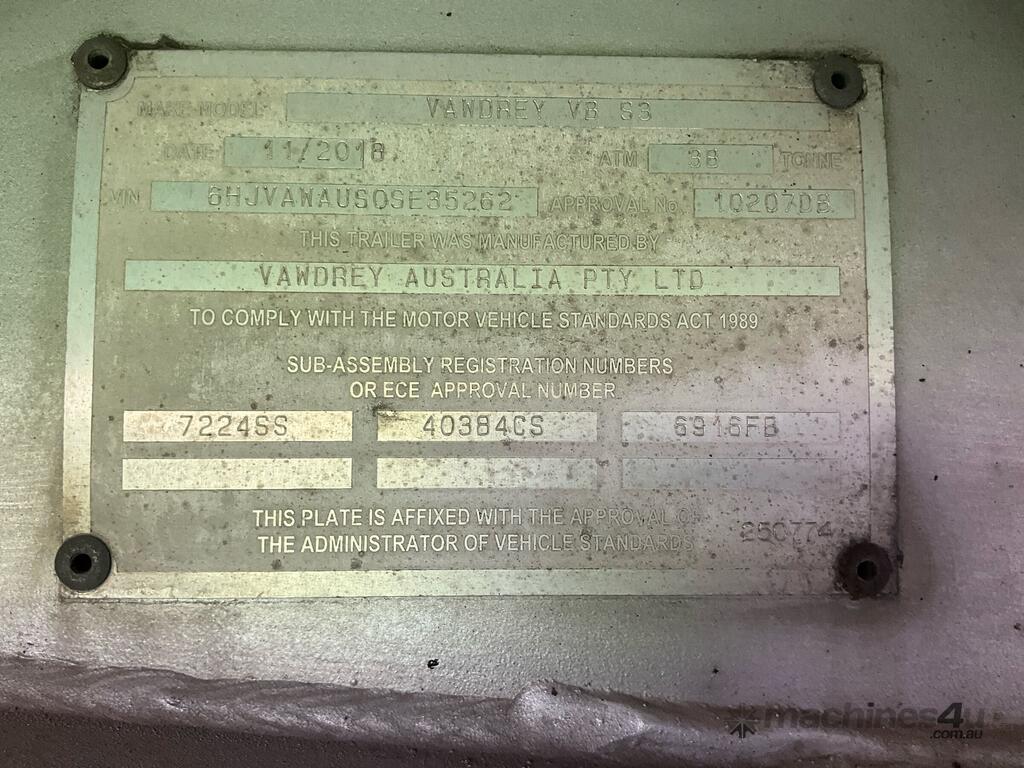 MAKE-MODEL VAWDREY VB S3
DATE 11/2018 ATM 38 TONNE
VIN 6HJVAWAUSOSE35262 APPROVAL No. 10207DB
THIS TRAILER WAS MANUFACTURED BY
VAWDREY AUSTRALIA PTY LTD
TO COMPLY WITH THE MOTOR VEHICLE STANDARDS ACT 1989
SUB-ASSEMBLY REGISTRATION NUMBERS
OR ECE APPROVAL NUMBER
7224SS 40384CS 6916FB
THIS PLATE IS AFFIXED WITH THE APPROVAL OF
THE ADMINISTRATOR OF VEHICLE STANDARDS 250774
machines4u
.com.au